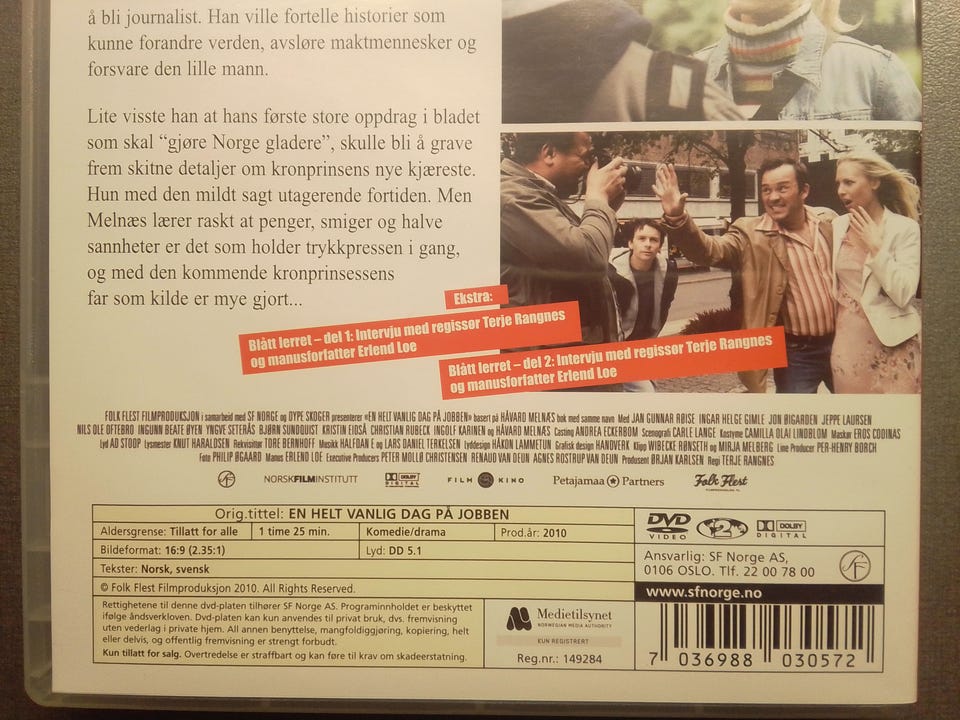 å bli journalist. Han ville fortelle historier som
kunne forandre verden, avsløre maktmennesker og
forsvare den lille mann.
Lite visste han at hans første store oppdrag i bladet
som skal “gjøre Norge gladere”, skulle bli å grave
frem skitne detaljer om kronprinsens nye kjæreste.
Hun med den mildt sagt utagerende fortiden. Men
Melnæs lærer raskt at penger, smiger og halve
sannheter er det som holder trykkpressen i gang,
og med den kommende kronprinsessens
far som kilde er mye gjort...
Ekstra:
Blått lerret – del 1: Intervju med regissør Terje Rangnes
og manusforfatter Erlend Loe
Blått lerret – del 2: Intervju med regissør Terje Rangnes
og manusforfatter Erlend Loe
FOLK FLEST FILMPRODUKSJON i samarbeid med SF NORGE og DYPE SKOGER presenterer «EN HELT VANLIG DAG PÅ JOBBEN» basert på HÅVARD MELNÆS bok med samme navn Med JAN GUNNAR RØISE INGAR HELGE GIMLE JON ØIGARDEN JEPPE LAURSEN
NILS OLE OFTEBRO INGUNN BEATE ØYEN YNGVE SETERÅS BJØRN SUNDQUIST KRISTIN EIDSÅ CHRISTIAN RUBECK INGOLF KARINEN og HÅVARD MELNÆS Casting ANDREA ECKERBOM Scenografi CARLE LANGE Kostyme CAMILLA OLAI LINDBLOM Maskør EROS CODINAS
Lyd AD STOOP Lysmester KNUT HARALDSEN Rekvisittør TORE BERNHOFT Musikk HALFDAN E og LARS DANIEL TERKELSEN Lyddesign HÅKON LAMMETUN Grafisk design HANDVERK Klipp WIBECKE RØNSETH og MIRJA MELBERG Line Producer PER-HENRY BORCH
Foto PHILIP ØGAARD Manus ERLEND LOE Executive Producers PETER MOLLØ CHRISTENSEN RENAUD VAN DEUN AGNES ROSTRUP VAN DEUN Produsent ØRJAN KARLSEN Regi TERJE RANGNES
SF NORSKFILMINSTITUTT DOLBY DIGITAL FILM & KINO Petajamaa Partners Folk Flest
Orig.tittel: EN HELT VANLIG DAG PÅ JOBBEN
Aldersgrense: Tillatt for alle 1 time 25 min. Komedie/drama Prod.år: 2010
Bildeformat: 16:9 (2.35:1) Lyd: DD 5.1
Tekster: Norsk, svensk
© Folk Flest Filmproduksjon 2010. All Rights Reserved.
Rettighetene til denne dvd-platen tilhører SF Norge AS. Programinnholdet er beskyttet
ifølge åndsverkloven. Dvd-platen kan kun anvendes til privat bruk, dvs. fremvisning
uten vederlag i private hjem. All annen benyttelse, mangfoldiggjøring, kopiering, helt
eller delvis, og offentlig fremvisning er strengt forbudt.
Kun tillatt for salg. Overtredelse er straffbart og kan føre til krav om skadeerstatning.
Medietilsynet
NORWEGIAN MEDIA AUTHORITY
KUN REGISTRERT
Reg.nr.: 149284
DVD VIDEO 2 DOLBY DIGITAL
Ansvarlig: SF Norge AS,
0106 OSLO. Tlf. 22 00 78 00
SF
www.sfnorge.no
7 036988 030572